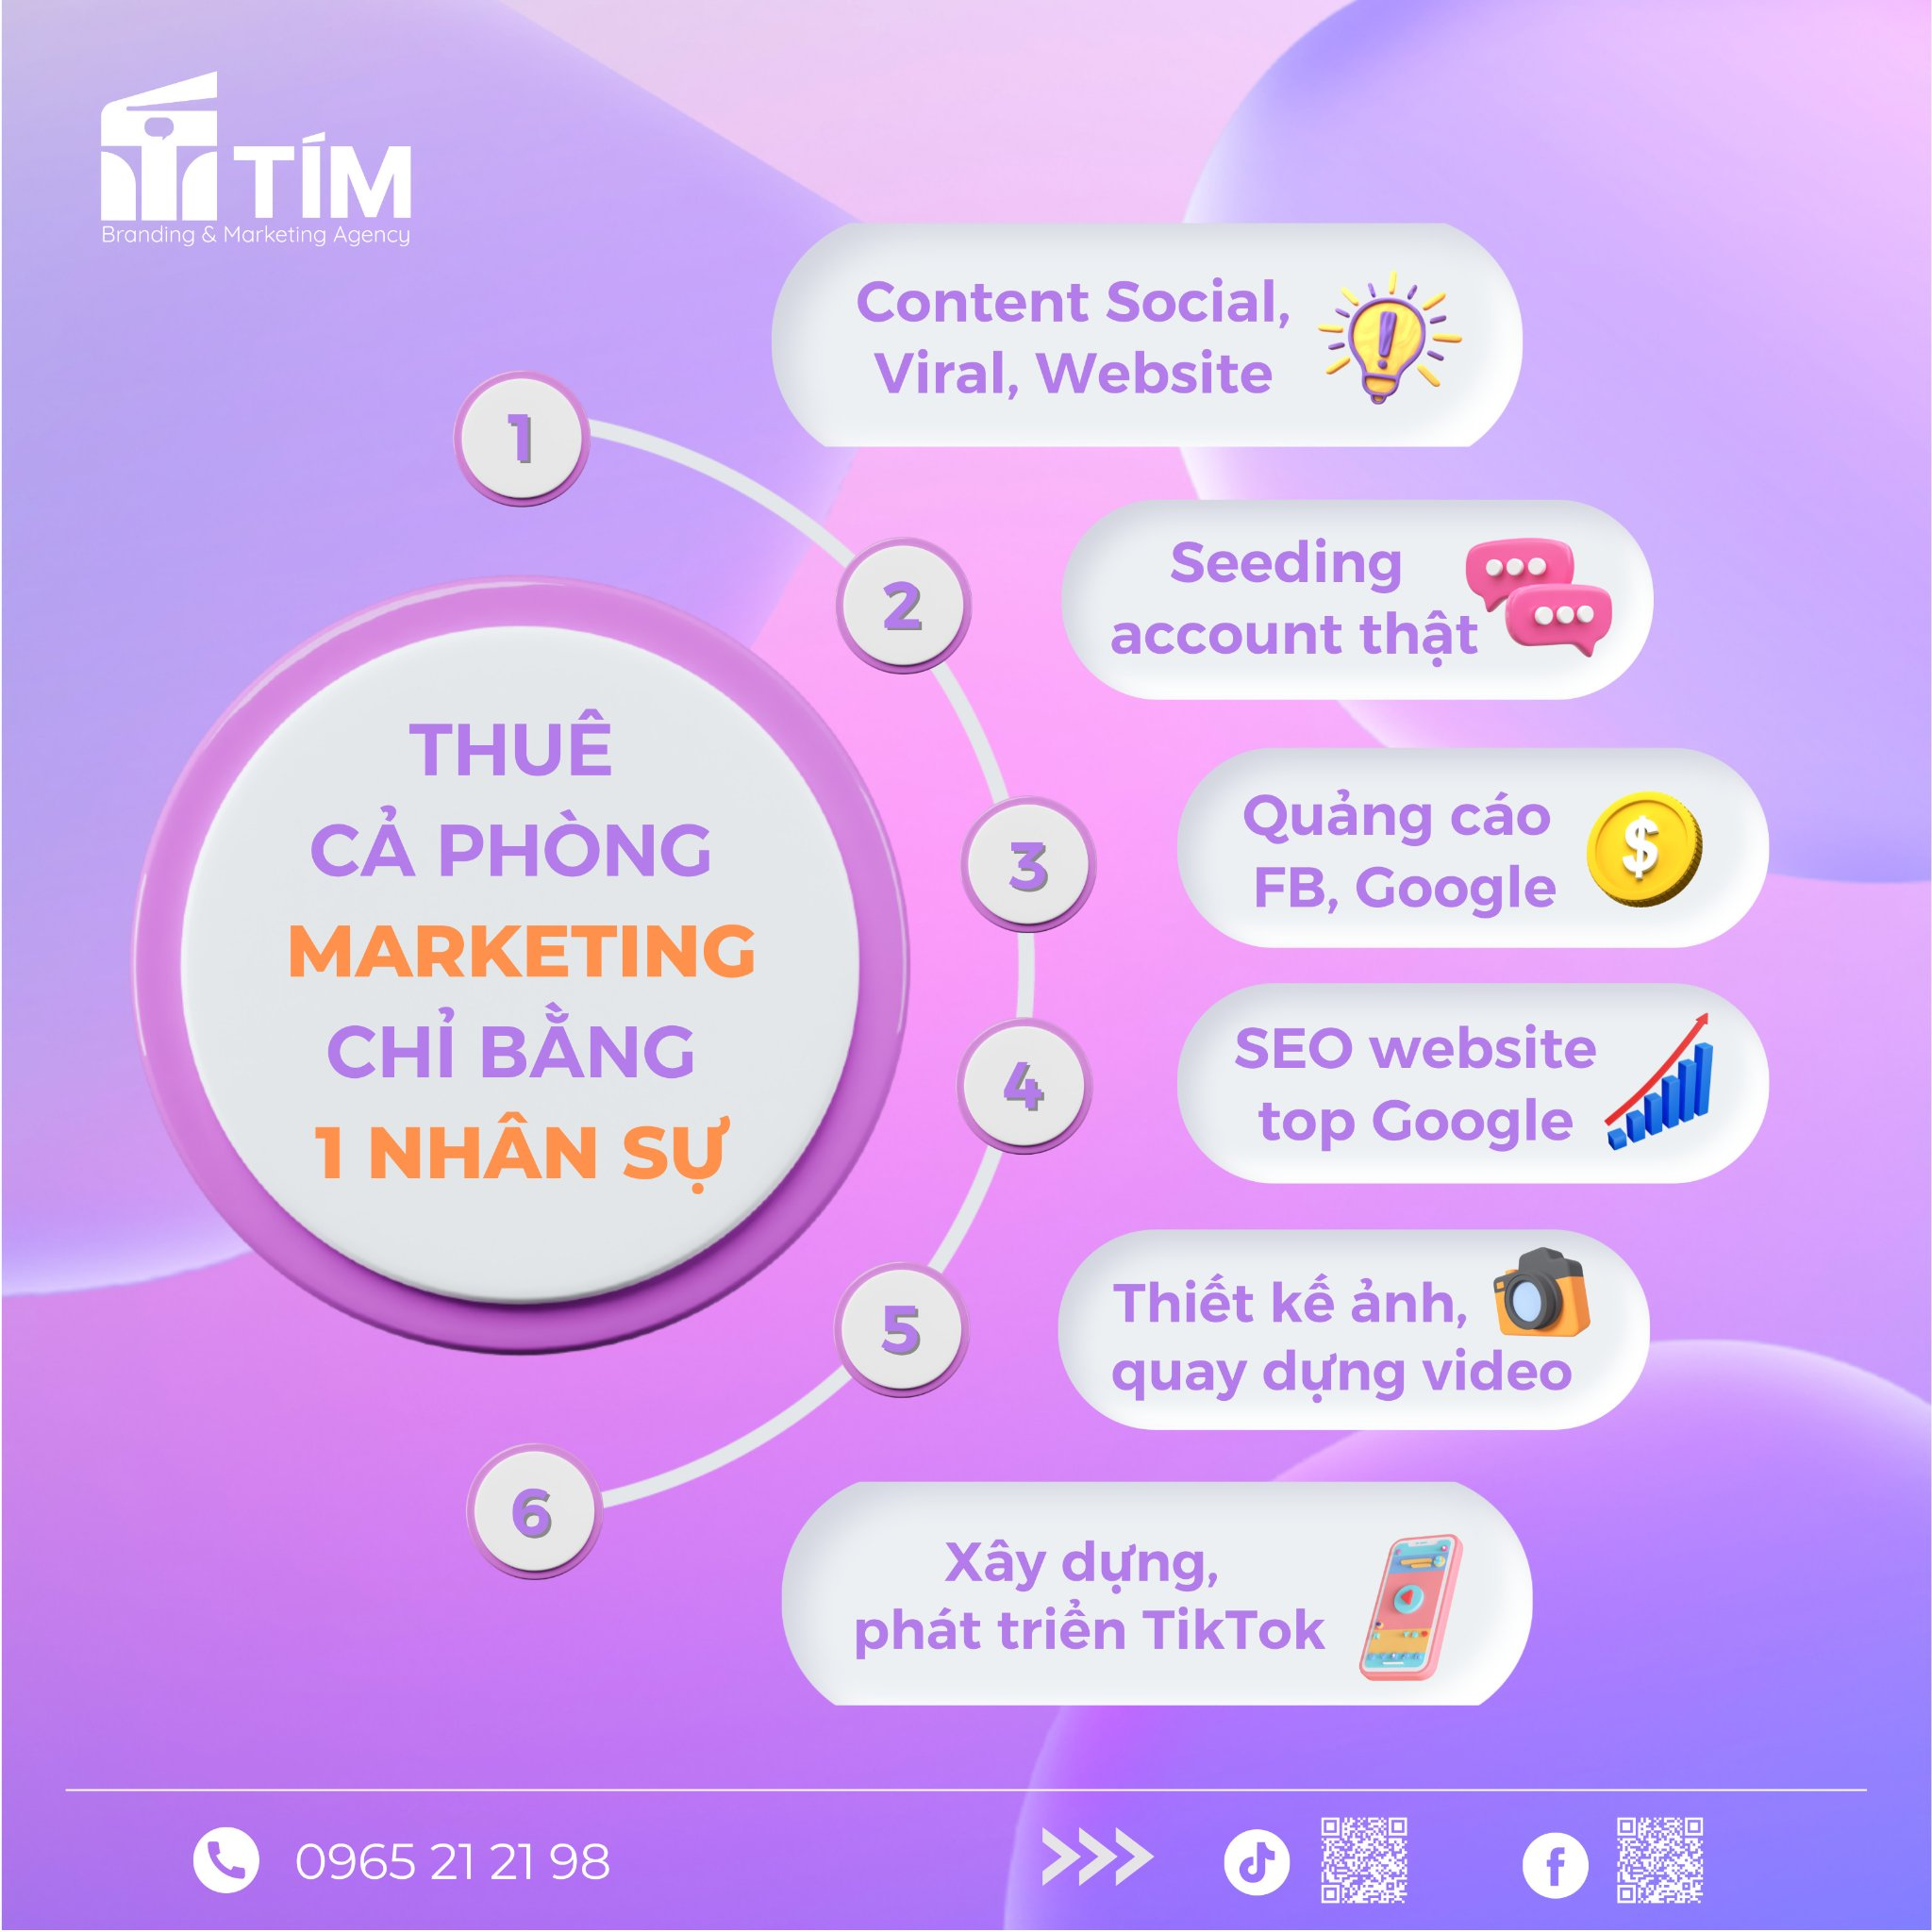 TÍM
Branding & Marketing Agency
THUÊ
CẢ PHÒNG
MARKETING
CHỈ BẰNG
1 NHÂN SỰ
1
Content Social,
Viral, Website
2
Seeding
account thật
3
Quảng cáo
FB, Google
4
SEO website
top Google
5
Thiết kế ảnh,
quay dựng video
6
Xây dựng,
phát triển TikTok
0965 21 21 98